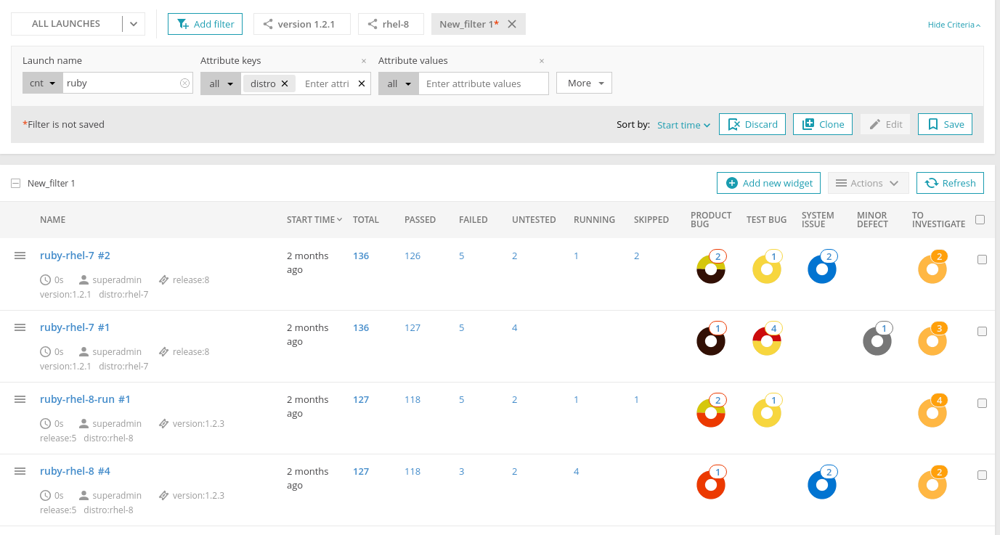 ALL LAUNCHES Add filter version 1.2.1 rhel-8 New_filter 1*
Hide Criteria
Launch name Attribute keys × Attribute values ×
cnt ruby all distro Enter attri all Enter attribute values More
*Filter is not saved Sort by: Start time Discard Clone Edit Save
New_filter 1 Add new widget Actions Refresh
NAME START TIME TOTAL PASSED FAILED UNTESTED RUNNING SKIPPED PRODUCT BUG TEST BUG SYSTEM ISSUE MINOR DEFECT TO INVESTIGATE
ruby-rhel-7 #2 2 months ago 136 126 5 2 1 2 2 1 2 2
0s superadmin release:8
version:1.2.1 distro:rhel-7
ruby-rhel-7 #1 2 months ago 136 127 5 4 1 4 1 3
0s superadmin release:8
version:1.2.1 distro:rhel-7
ruby-rhel-8-run #1 2 months ago 127 118 5 2 1 1 2 1 4
0s superadmin version:1.2.3
release:5 distro:rhel-8
ruby-rhel-8 #4 2 months ago 127 118 3 2 4 1 2 2
0s superadmin version:1.2.3
release:5 distro:rhel-8